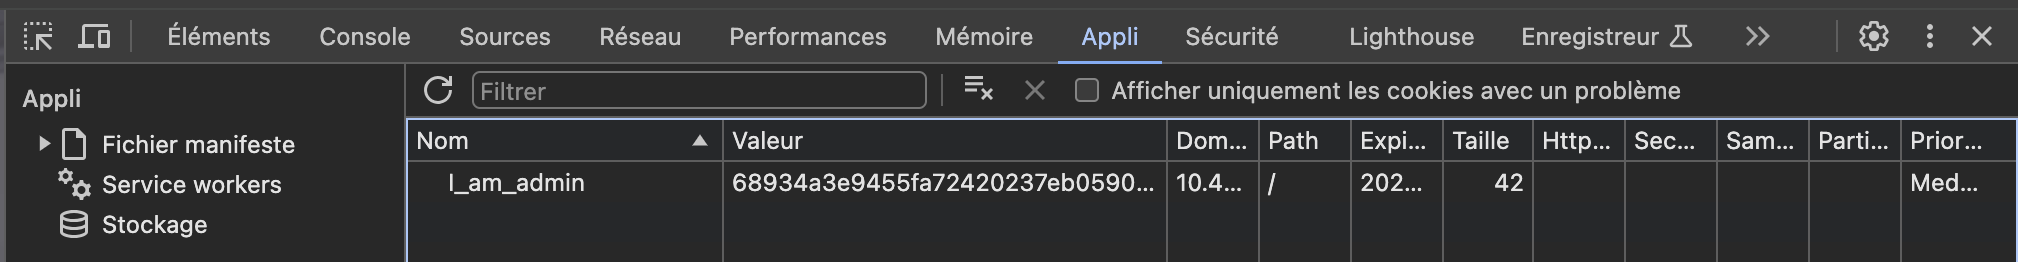 Éléments Console Sources Réseau Performances Mémoire Appli Sécurité Lighthouse Enregistreur
Appli
Filtrer
Afficher uniquement les cookies avec un problème
Fichier manifeste
Service workers
Stockage
Nom Valeur Dom... Path Expi... Taille Http... Sec... Sam... Parti... Prior...
I_am_admin 68934a3e9455fa72420237eb0590... 10.4... / 202... 42 Med...